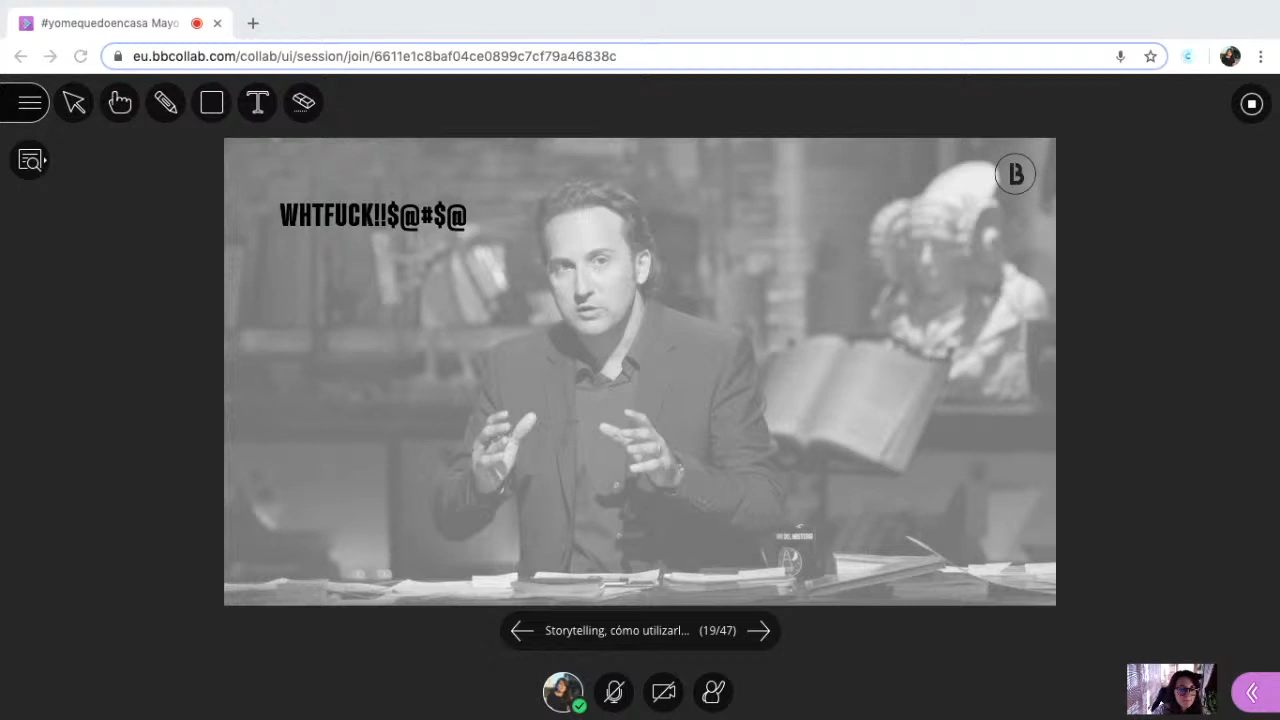 #yomequedoencasa Mayo
eu.bbcollab.com/collab/ui/session/join/6611e1c8baf04ce0899c7cf79a46838c
B
WHTFUCK!!$@#$@
Storytelling, cómo utilizarl... (19/47)